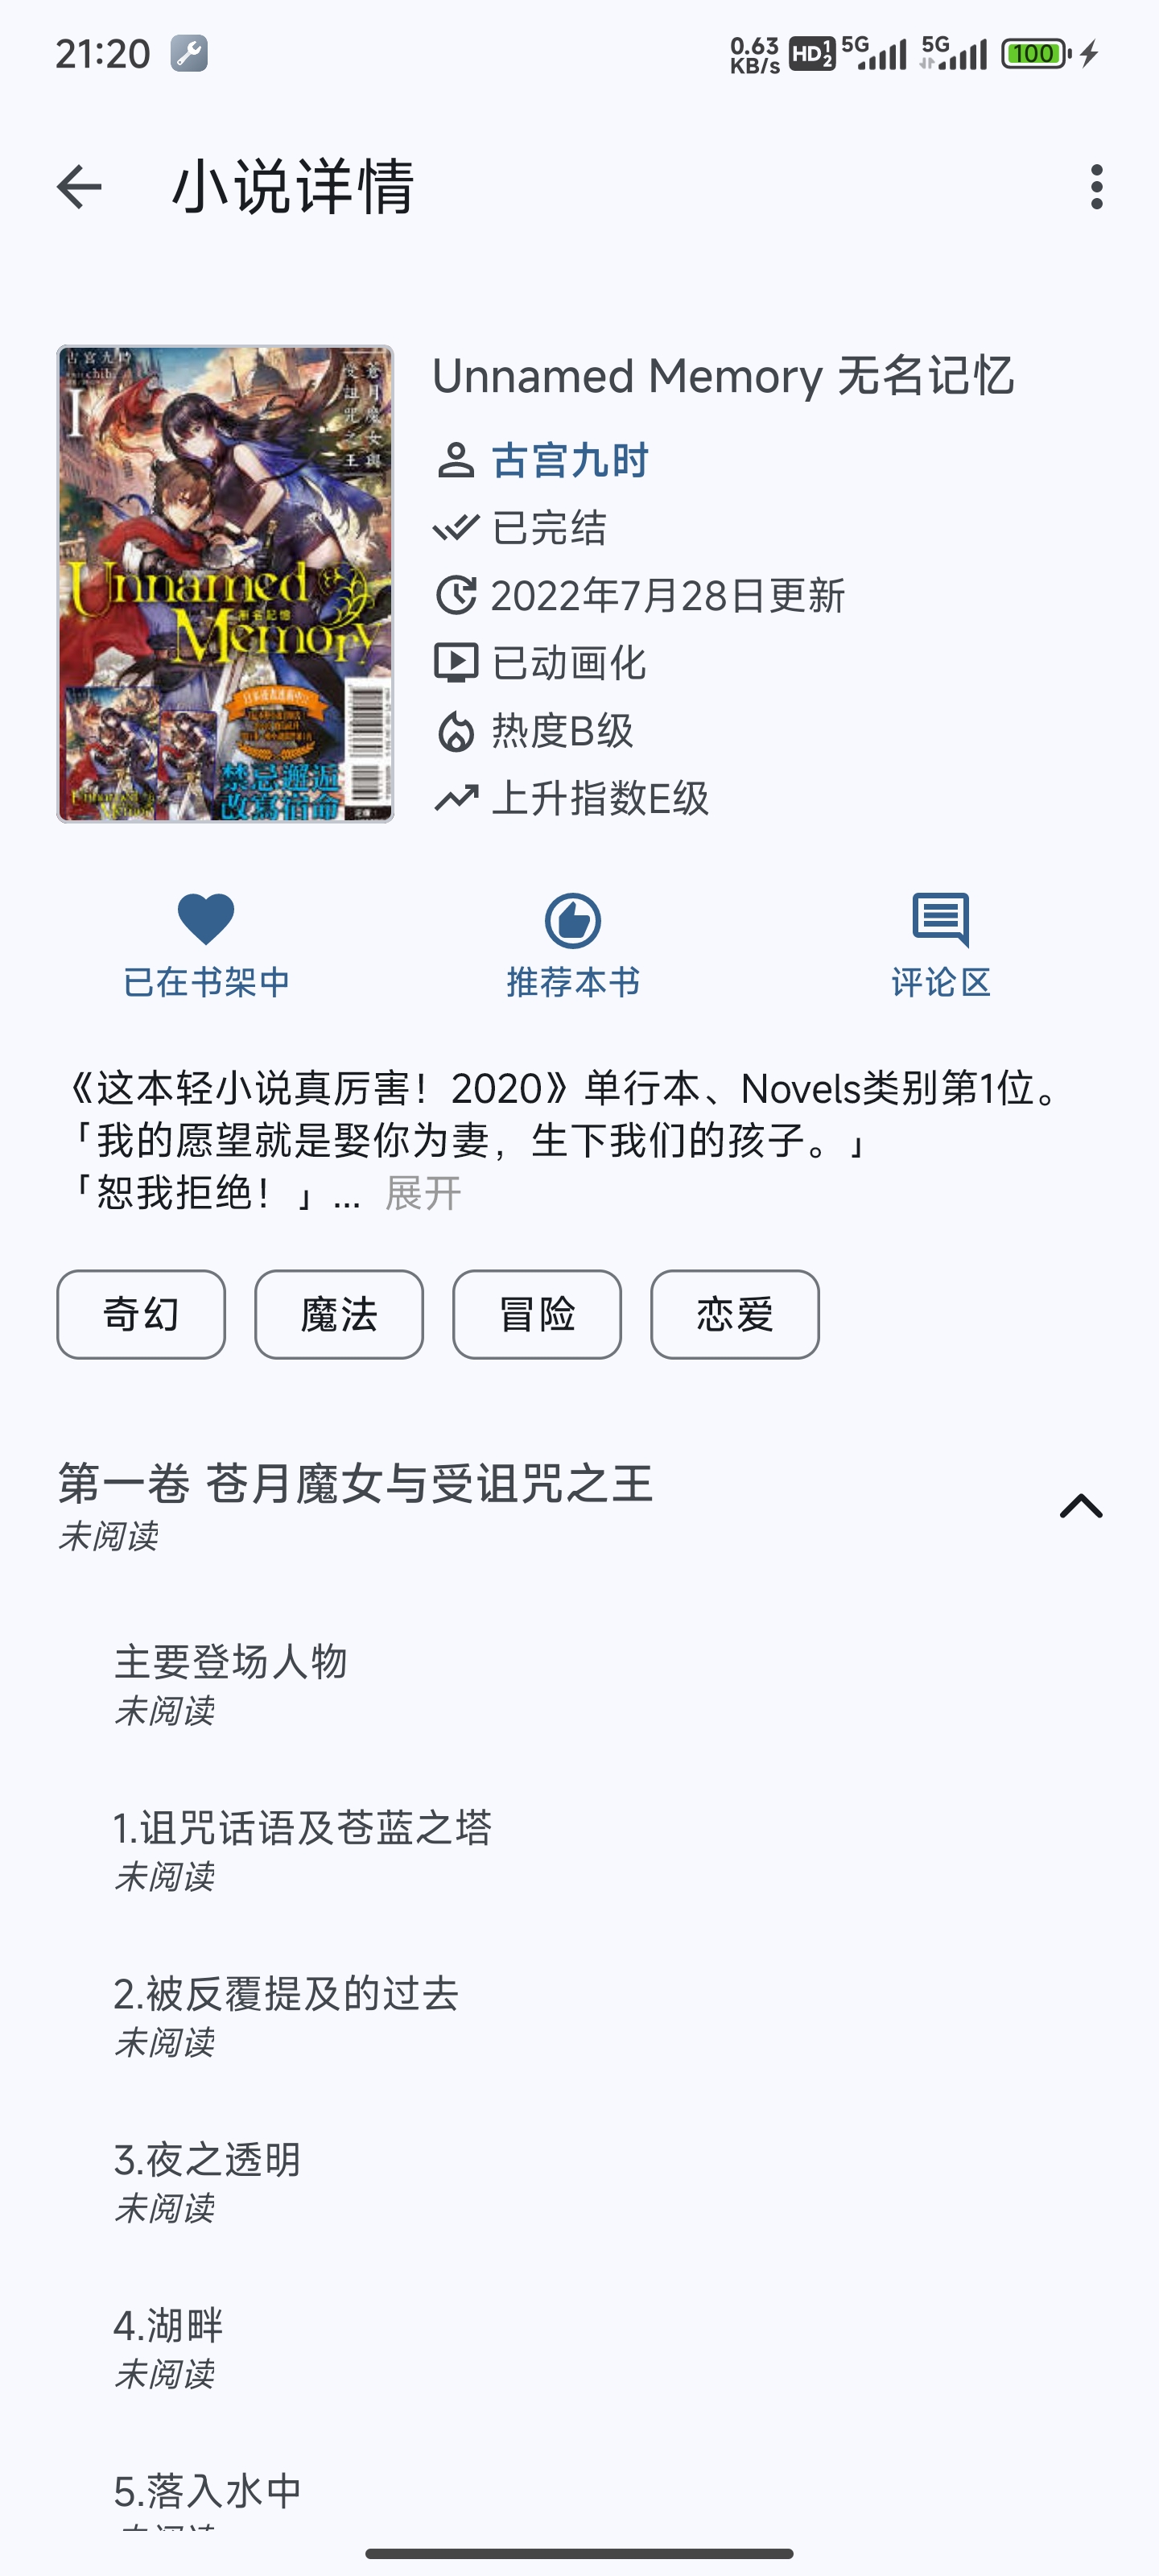 21:20
0.63 KB/s HD 1 2 5G 5G 100
小说详情
古宮九時
chibi
I
蒼月魔女與
受詛咒之王
Unnamed
無名記憶
Memory
禁忌邂逅
改寫宿命
Unnamed Memory 无名记忆
古宫九时
已完结
2022年7月28日更新
已动画化
热度B级
上升指数E级
已在书架中
推荐本书
评论区
《这本轻小说真厉害！2020》单行本、Novels类别第1位。
「我的愿望就是娶你为妻，生下我们的孩子。」
「恕我拒绝！」... 展开
奇幻
魔法
冒险
恋爱
第一卷 苍月魔女与受诅咒之王
未阅读
主要登场人物
未阅读
1.诅咒话语及苍蓝之塔
未阅读
2.被反覆提及的过去
未阅读
3.夜之透明
未阅读
4.湖畔
未阅读
5.落入水中